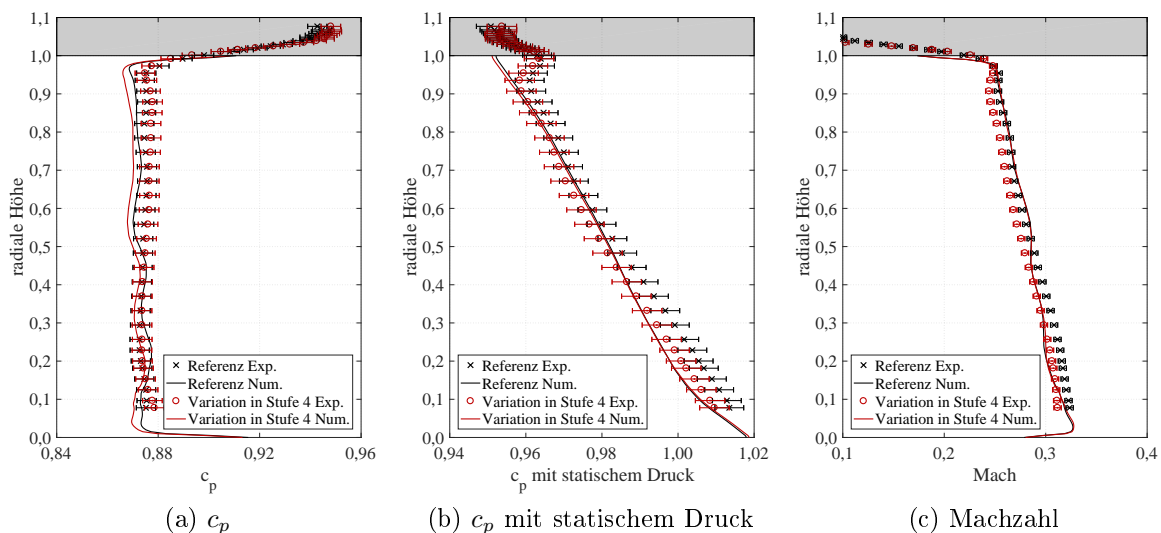 1,1
1,0
0,9
0,8
0,7
0,6
0,5
0,4
0,3
0,2
0,1
0,0
radiale Höhe
0,84 0,88 0,92 0,96
c_p
× Referenz Exp.
Referenz Num.
Variation in Stufe 4 Exp.
Variation in Stufe 4 Num.
(a) c_p
1,1
1,0
0,9
0,8
0,7
0,6
0,5
0,4
0,3
0,2
0,1
0,0
radiale Höhe
0,94 0,96 0,98 1,00 1,02
c_p mit statischem Druck
× Referenz Exp.
Referenz Num.
Variation in Stufe 4 Exp.
Variation in Stufe 4 Num.
(b) c_p mit statischem Druck
1,1
1,0
0,9
0,8
0,7
0,6
0,5
0,4
0,3
0,2
0,1
0,0
radiale Höhe
0,1 0,2 0,3 0,4
Mach
× Referenz Exp.
Referenz Num.
Variation in Stufe 4 Exp.
Variation in Stufe 4 Num.
(c) Machzahl